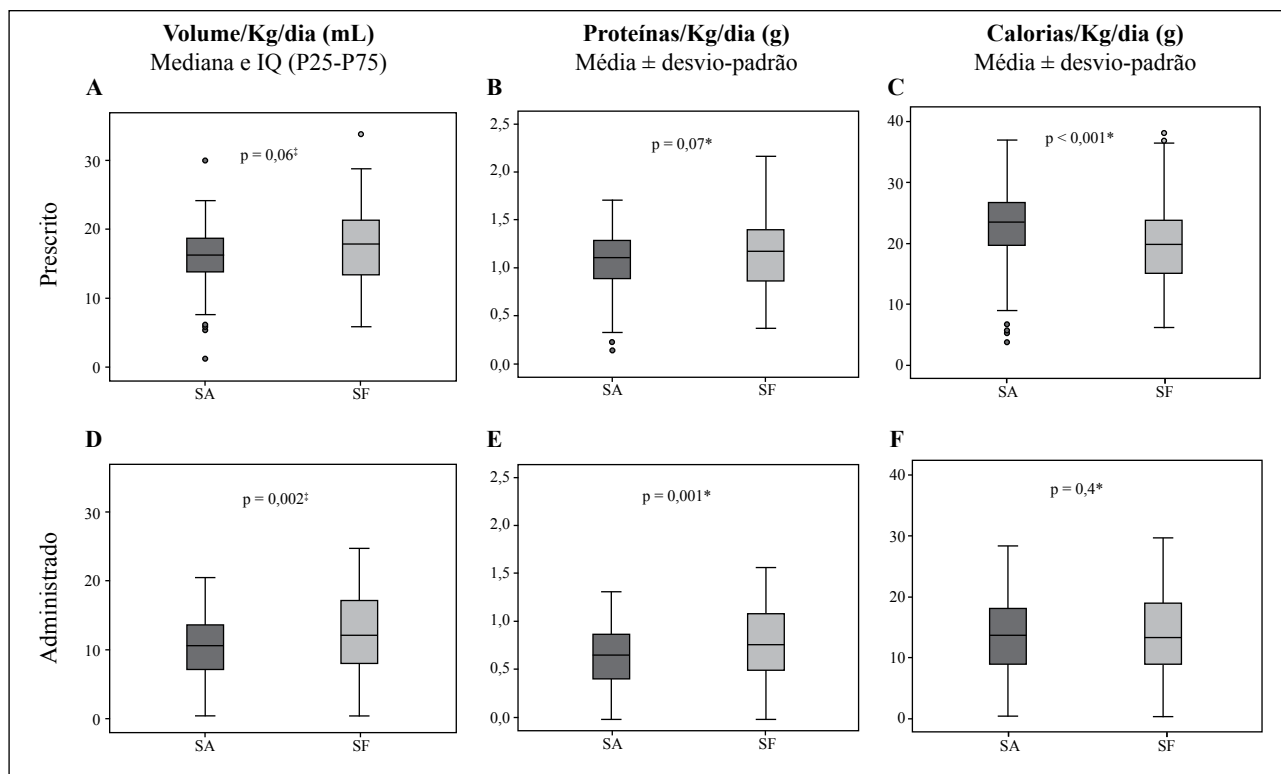 Volume/Kg/dia (mL)
Mediana e IQ (P25-P75)
Proteínas/Kg/dia (g)
Média ± desvio-padrão
Calorias/Kg/dia (g)
Média ± desvio-padrão
Prescrito
A
30
20
10
0
p = 0,06‡
SA
SF
B
2,5
2,0
1,5
1,0
0,5
0,0
p = 0,07*
SA
SF
C
40
30
20
10
0
p < 0,001*
SA
SF
Administrado
D
30
20
10
0
p = 0,002‡
SA
SF
E
2,5
2,0
1,5
1,0
0,5
0,0
p = 0,001*
SA
SF
F
40
30
20
10
0
p = 0,4*
SA
SF